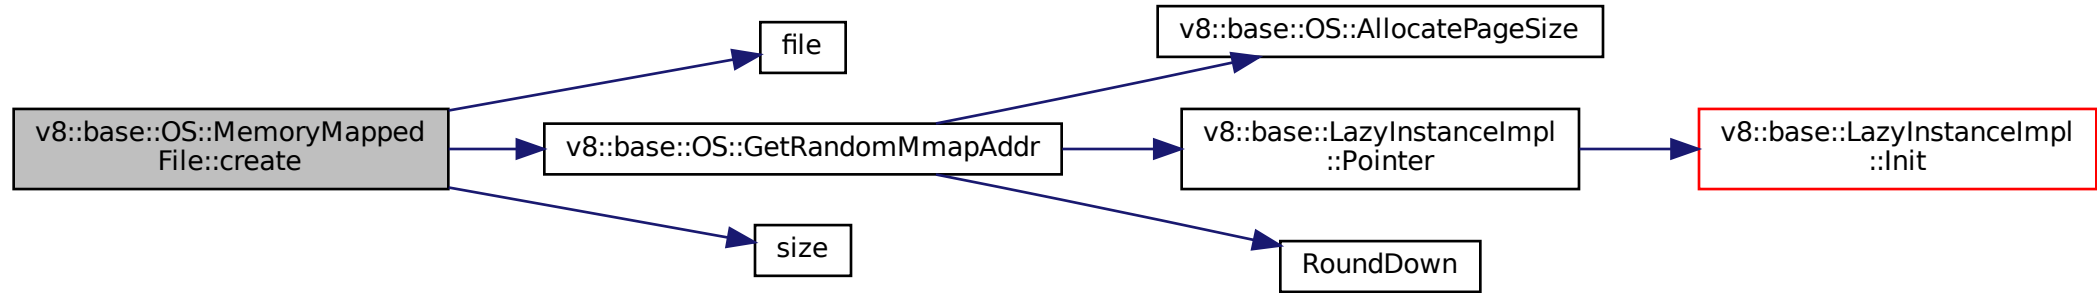 v8::base::OS::MemoryMapped
File::create
file
v8::base::OS::GetRandomMmapAddr
size
v8::base::OS::AllocatePageSize
v8::base::LazyInstanceImpl
::Pointer
RoundDown
v8::base::LazyInstanceImpl
::Init